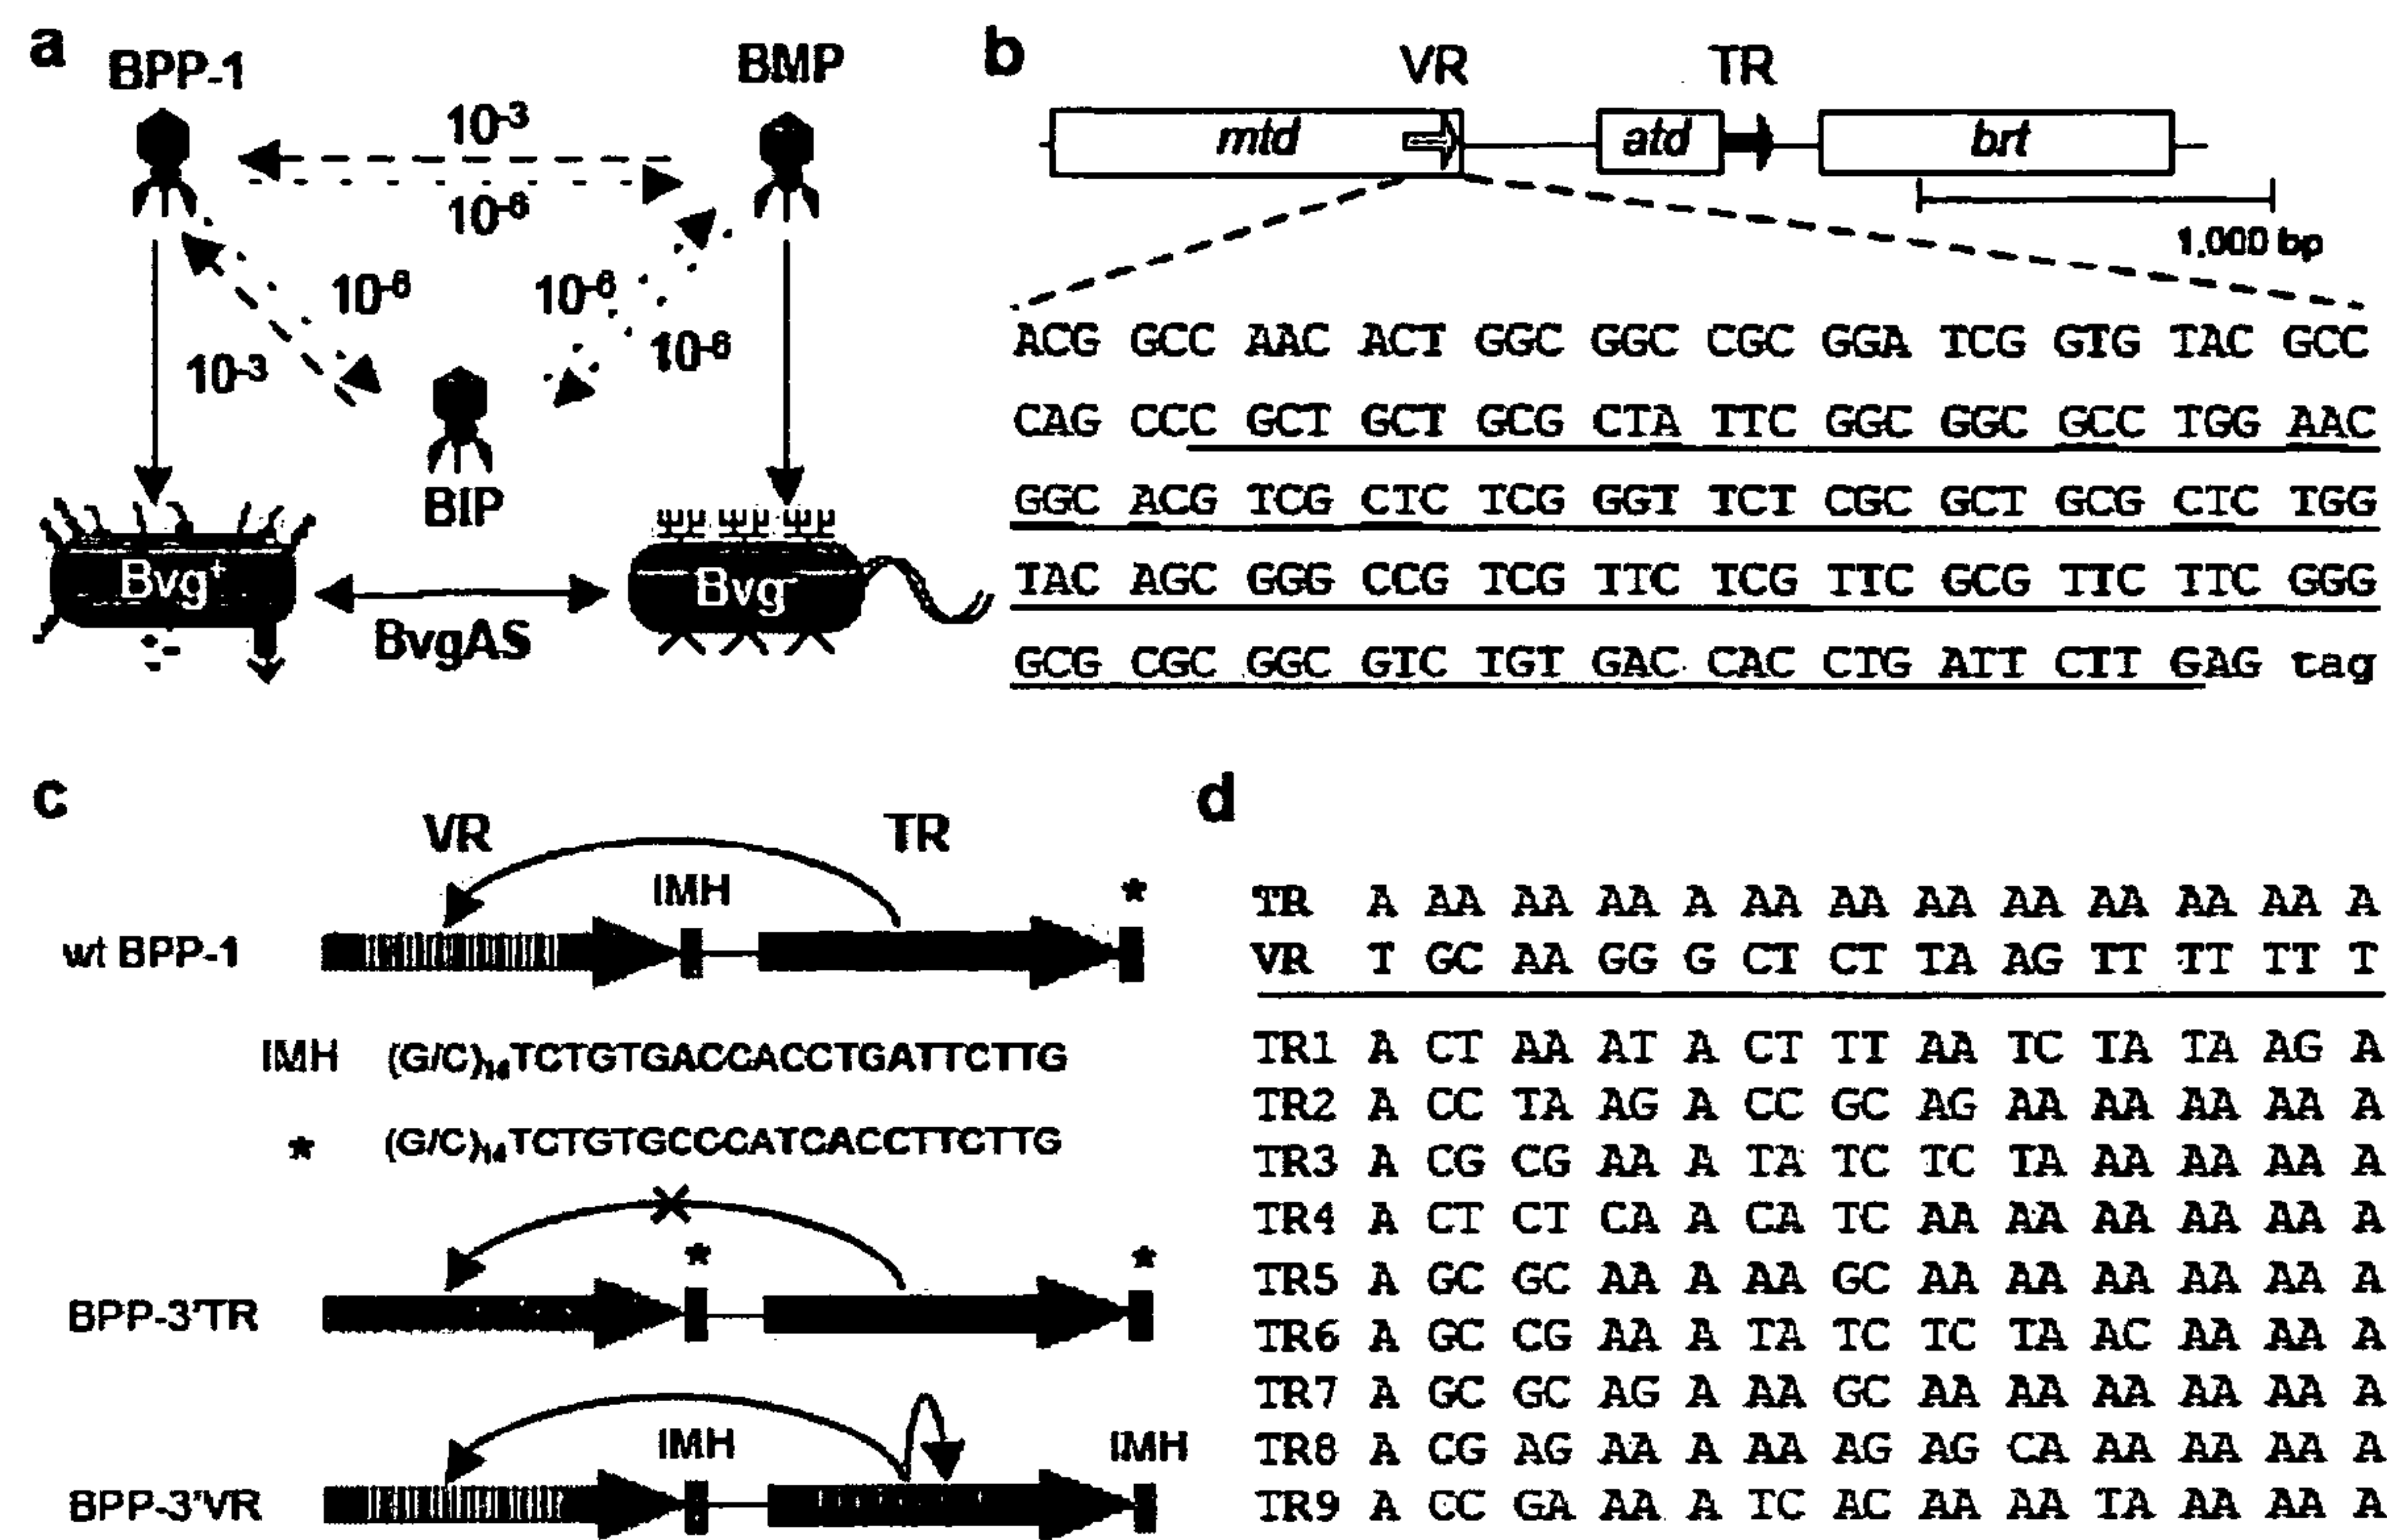 a
BPP-1
BMP
10-3
10-6
10-6
10-6
10-3
10-6
BIP
Bvg+
Bvg-
BvgAS
b
VR
TR
mtd
atd
brt
1,000 bp
ACG GCC AAC ACT GGC GGC CGC GGA TCG GTG TAC GCC
CAG CCC GCT GCT GCG CTA TTC GGC GGC GCC TGG AAC
GGC ACG TCG CTC TCG GGT TCT CGC GCT GCG CTC TGG
TAC AGC GGG CCG TCG TTC TCG TTC GCG TTC TTC GGG
GCG CGC GGC GTC TGT GAC CAC CTG ATT CTT GAG tag
c
VR
TR
IMH
*
wt BPP-1
IMH (G/C)14TCTGTGACCACCTGATTCTTG
* (G/C)14TCTGTGCCCATCACCTTCTTG
*
*
BPP-3'TR
IMH
IMH
BPP-3'VR
d
TR A AA AA AA A AA AA AA AA AA AA AA A
VR T GC AA GG G CT CT TA AG TT TT TT T
TR1 A CT AA AT A CT TT AA TC TA TA AG A
TR2 A CC TA AG A CC GC AG AA AA AA AA A
TR3 A CG CG AA A TA TC TC TA AA AA AA A
TR4 A CT CT CA A CA TC AA AA AA AA AA A
TR5 A GC GC AA A AA GC AA AA AA AA AA A
TR6 A GC CG AA A TA TC TC TA AC AA AA A
TR7 A GC GC AG A AA GC AA AA AA AA AA A
TR8 A CG AG AA A AA AG AG CA AA AA AA A
TR9 A CC GA AA A TC AC AA AA TA AA AA A